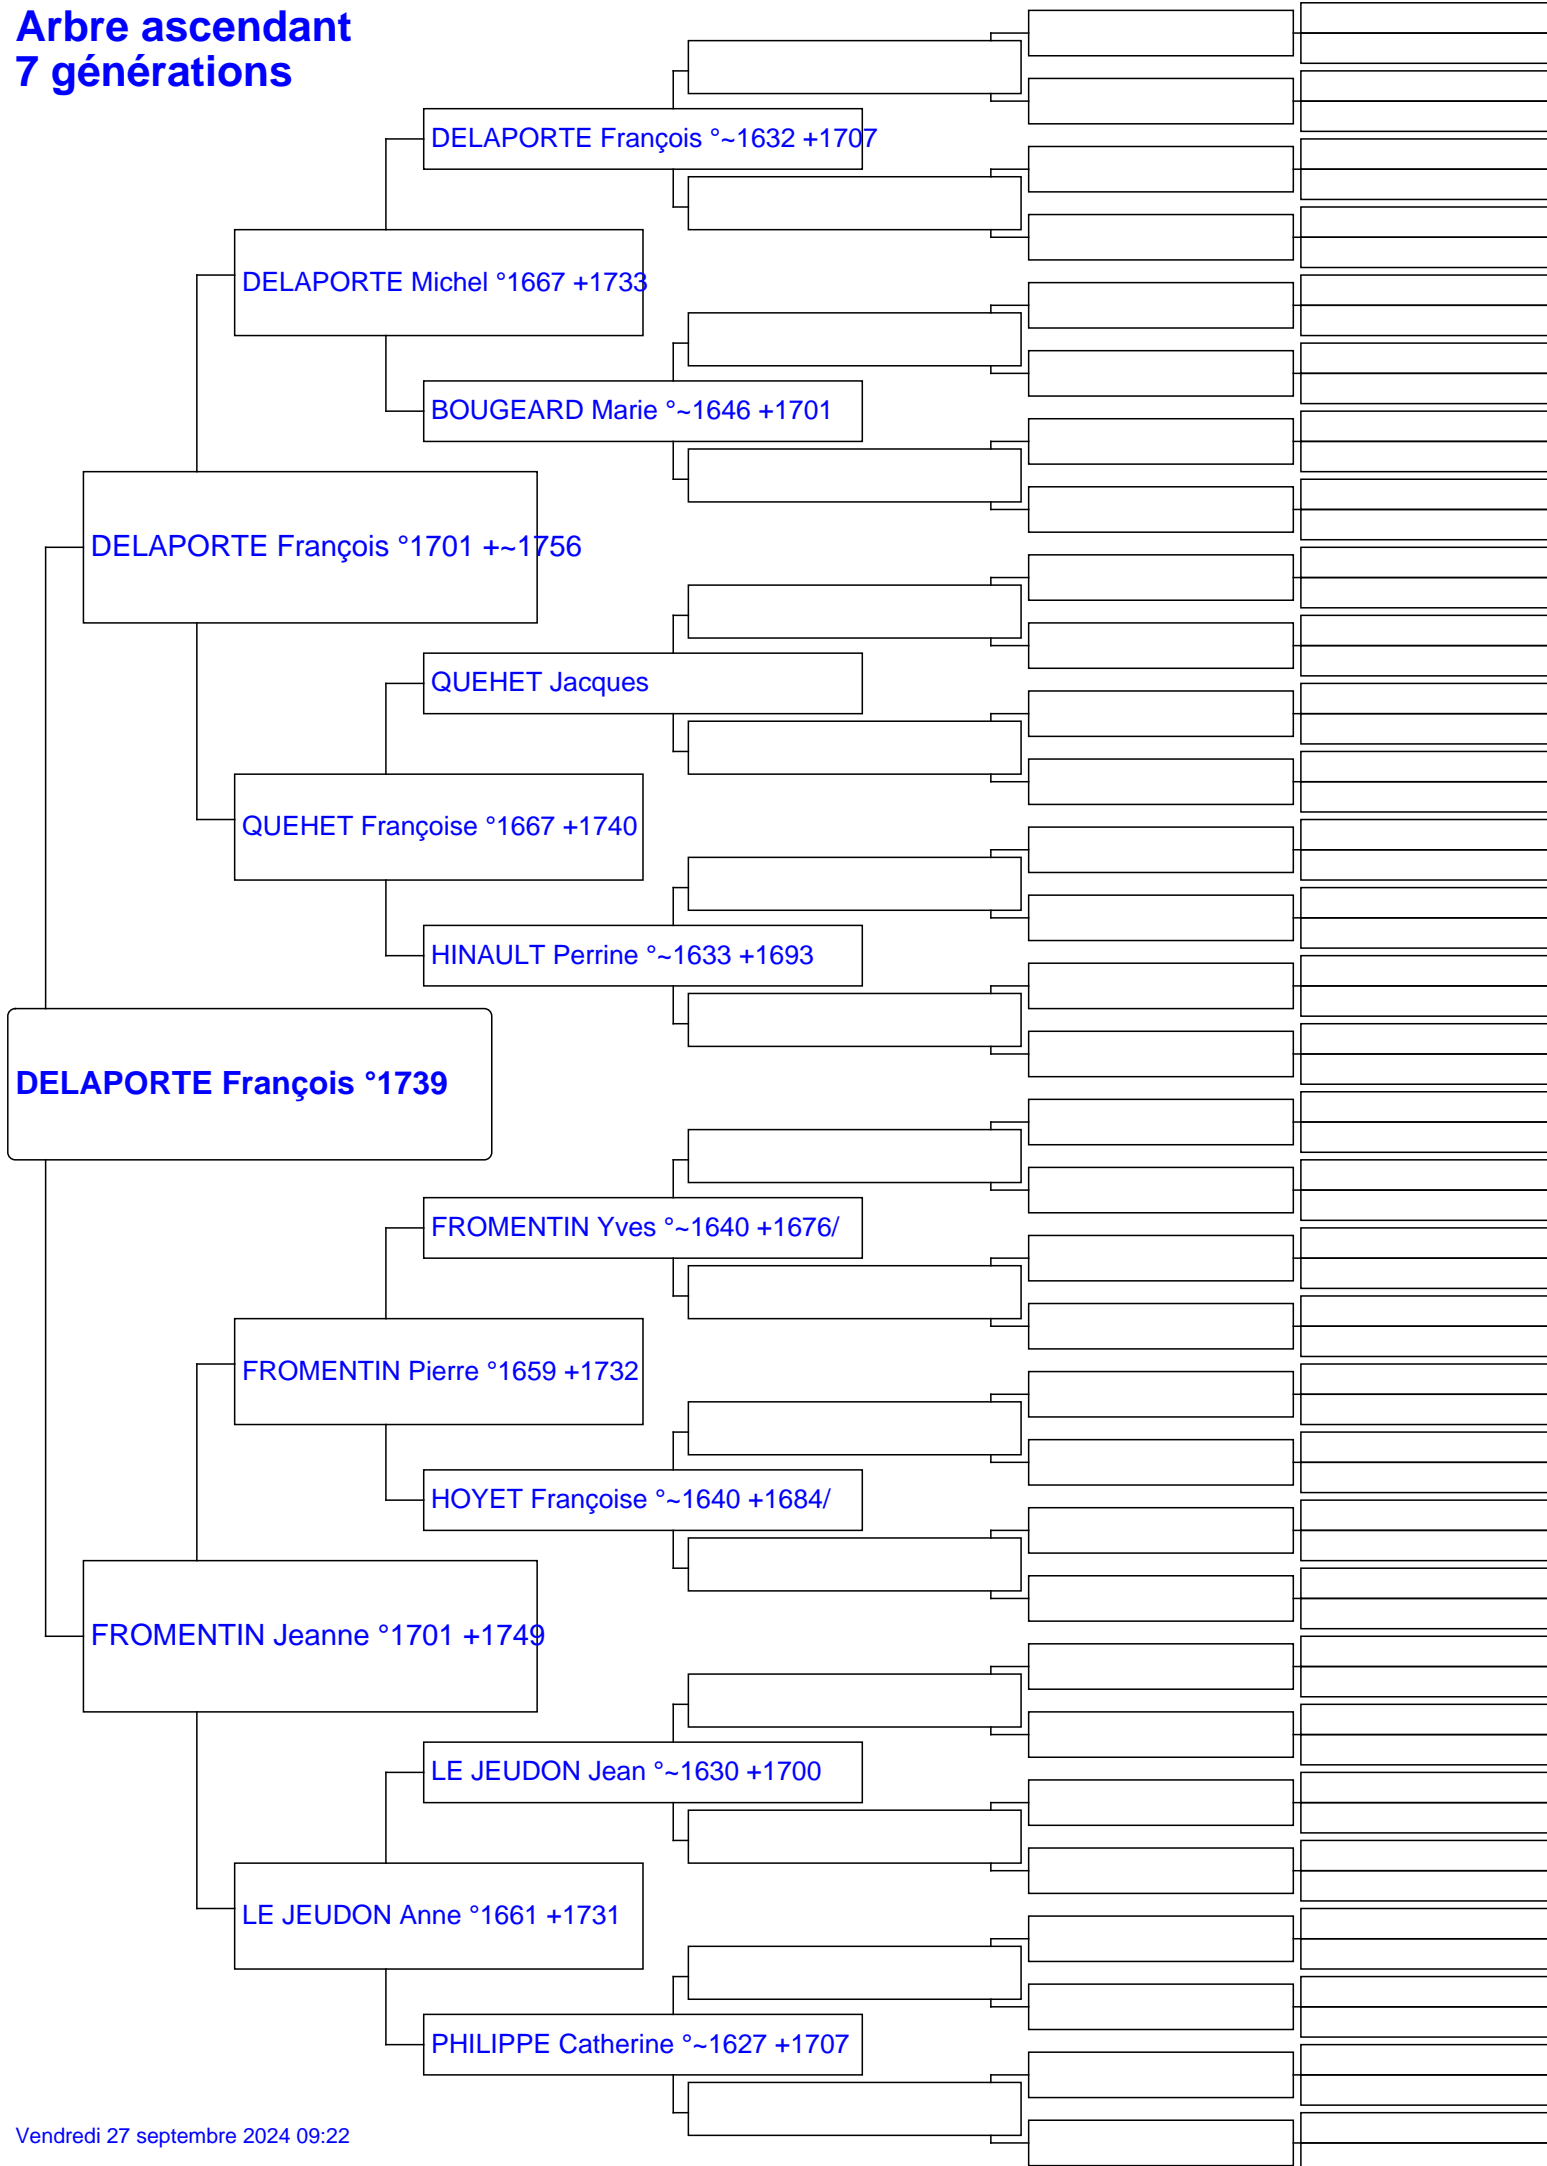 Arbre ascendant
7 générations
DELAPORTE François °~1632 +1707
DELAPORTE Michel °1667 +1733
BOUGEARD Marie °~1646 +1701
DELAPORTE François °1701 +~1756
QUEHET Jacques
QUEHET Françoise °1667 +1740
HINAULT Perrine °~1633 +1693
DELAPORTE François °1739
FROMENTIN Yves °~1640 +1676/
FROMENTIN Pierre °1659 +1732
HOYET Françoise °~1640 +1684/
FROMENTIN Jeanne °1701 +1749
LE JEUDON Jean °~1630 +1700
LE JEUDON Anne °1661 +1731
PHILIPPE Catherine °~1627 +1707
Vendredi 27 septembre 2024 09:22